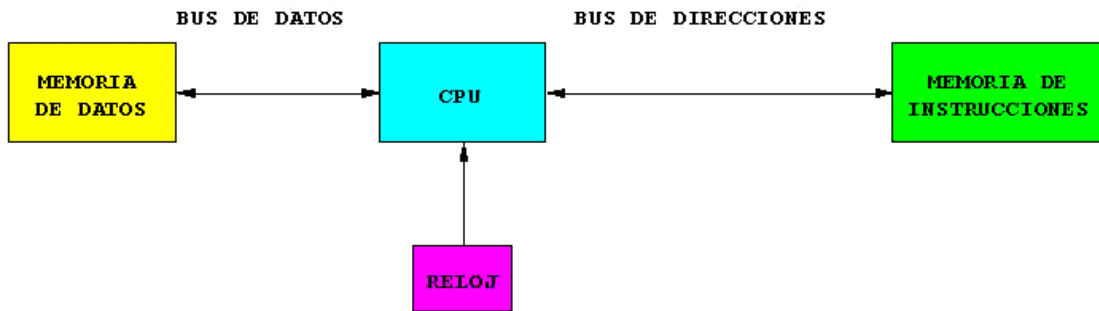 BUS DE DATOS
BUS DE DIRECCIONES
MEMORIA
DE DATOS
CPU
MEMORIA DE
INSTRUCCIONES
RELOJ